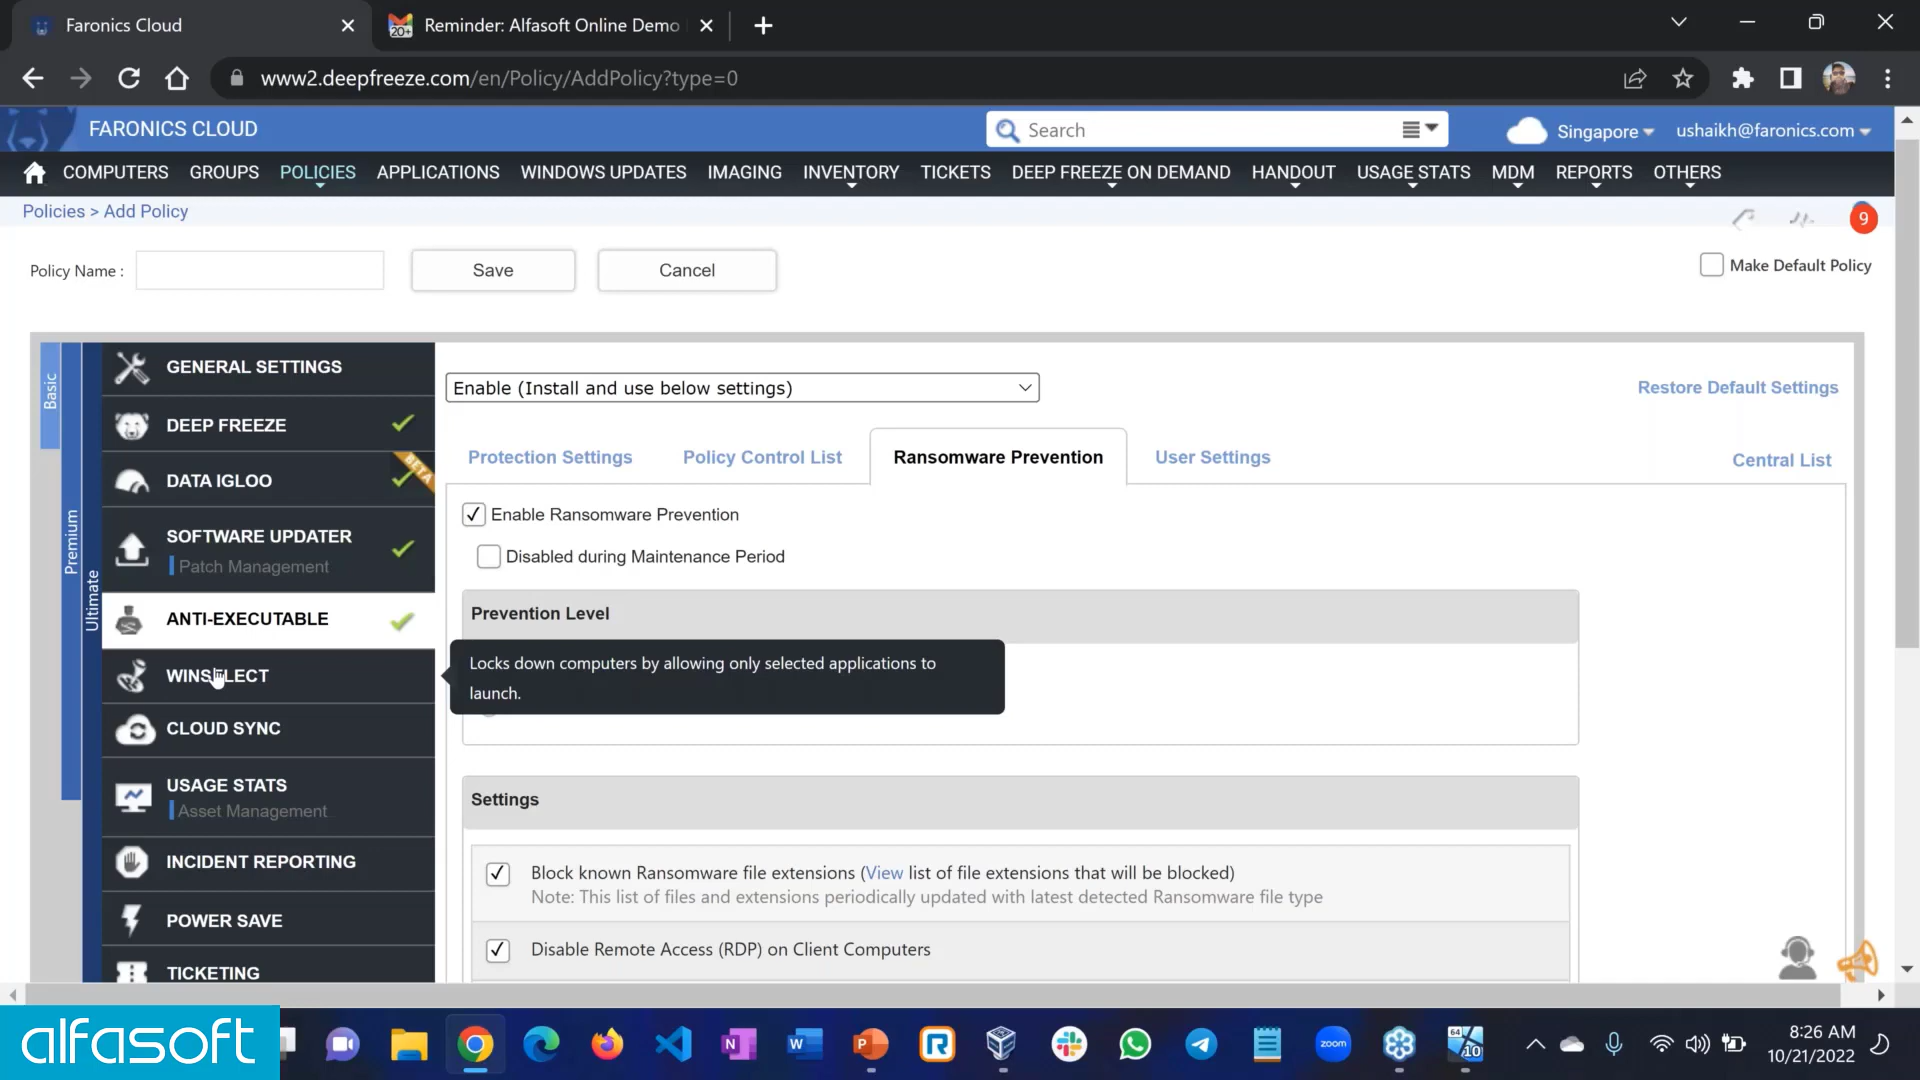 Faronics Cloud
20+
Reminder: Alfasoft Online Demo
www2.deepfreeze.com/en/Policy/AddPolicy?type=0
FARONICS CLOUD
Search
Singapore
ushaikh@faronics.com
COMPUTERS GROUPS POLICIES APPLICATIONS WINDOWS UPDATES IMAGING INVENTORY TICKETS DEEP FREEZE ON DEMAND HANDOUT USAGE STATS MDM REPORTS OTHERS
Policies > Add Policy
9
Policy Name :
Save
Cancel
Make Default Policy
Basic
Premium
Ultimate
GENERAL SETTINGS
DEEP FREEZE
DATA IGLOO
BETA
SOFTWARE UPDATER
Patch Management
ANTI-EXECUTABLE
WINSELECT
CLOUD SYNC
USAGE STATS
Asset Management
INCIDENT REPORTING
POWER SAVE
TICKETING
Enable (Install and use below settings)
Restore Default Settings
Protection Settings
Policy Control List
Ransomware Prevention
User Settings
Central List
Enable Ransomware Prevention
Disabled during Maintenance Period
Prevention Level
Locks down computers by allowing only selected applications to
launch.
Settings
Block known Ransomware file extensions (View list of file extensions that will be blocked)
Note: This list of files and extensions periodically updated with latest detected Ransomware file type
Disable Remote Access (RDP) on Client Computers
alfasoft
N
W
P
R
zoom
64
10
8:26 AM
10/21/2022